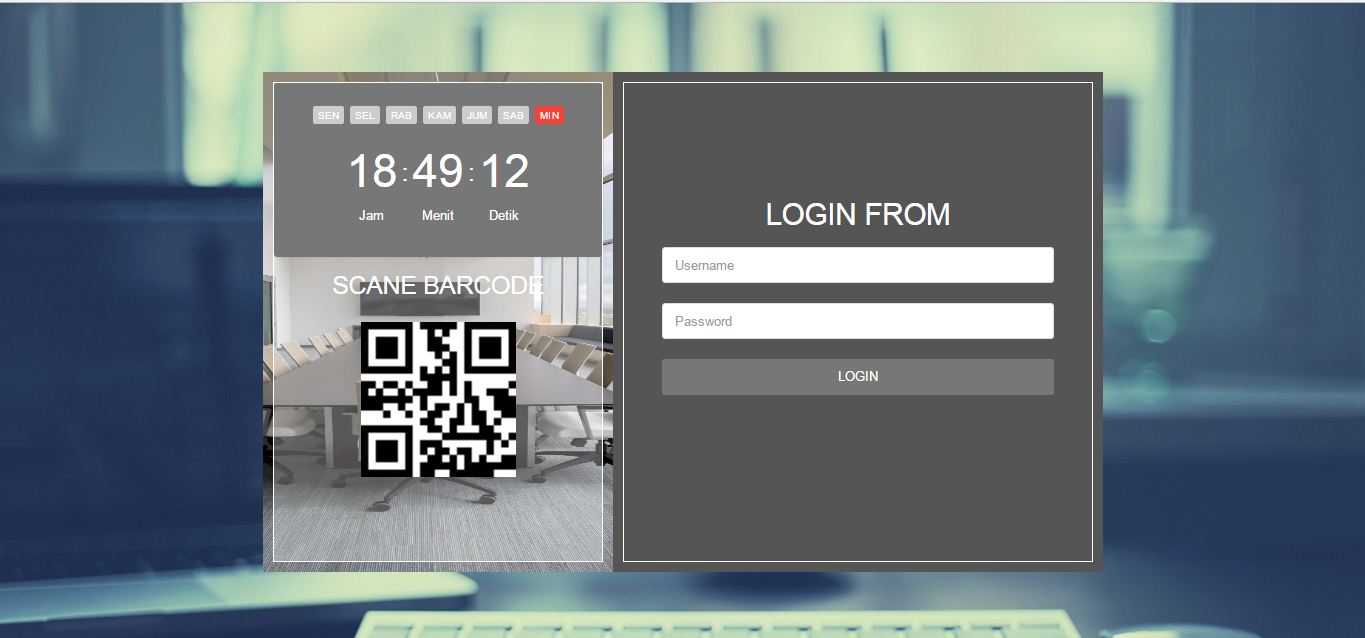 SEN SEL RAB KAM JUM SAB MIN
18:49:12
Jam Menit Detik
SCANE BARCODE
LOGIN FROM
Username
Password
LOGIN